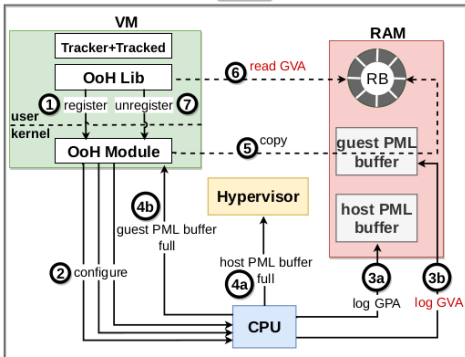 VM
RAM
Tracker+Tracked
OoH Lib
6
read GVA
RB
1
register
unregister
7
user
kernel
OoH Module
5
copy
guest PML
buffer
4b
guest PML buffer
full
Hypervisor
host PML
buffer
2
configure
host PML buffer
full
4a
3a
3b
log GPA
log GVA
CPU